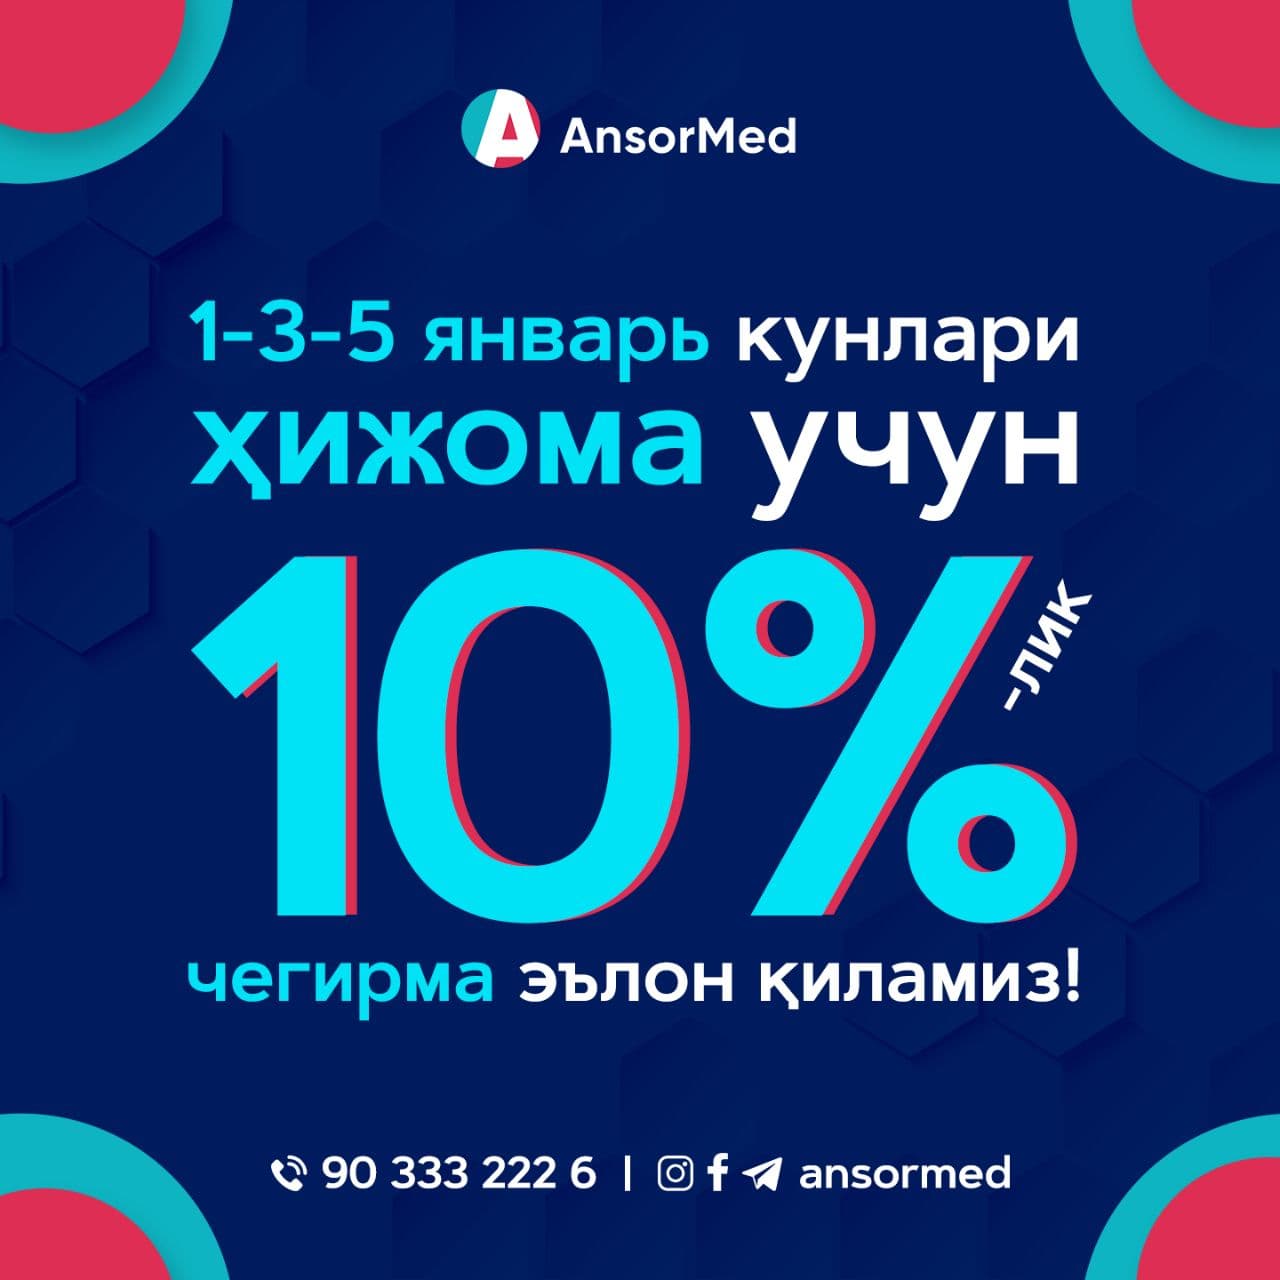 AnsorMed
1-3-5 январь кунлари
ҳижома учун
10%-лик
чегирма эълон қиламиз!
90 333 222 6 | ansormed